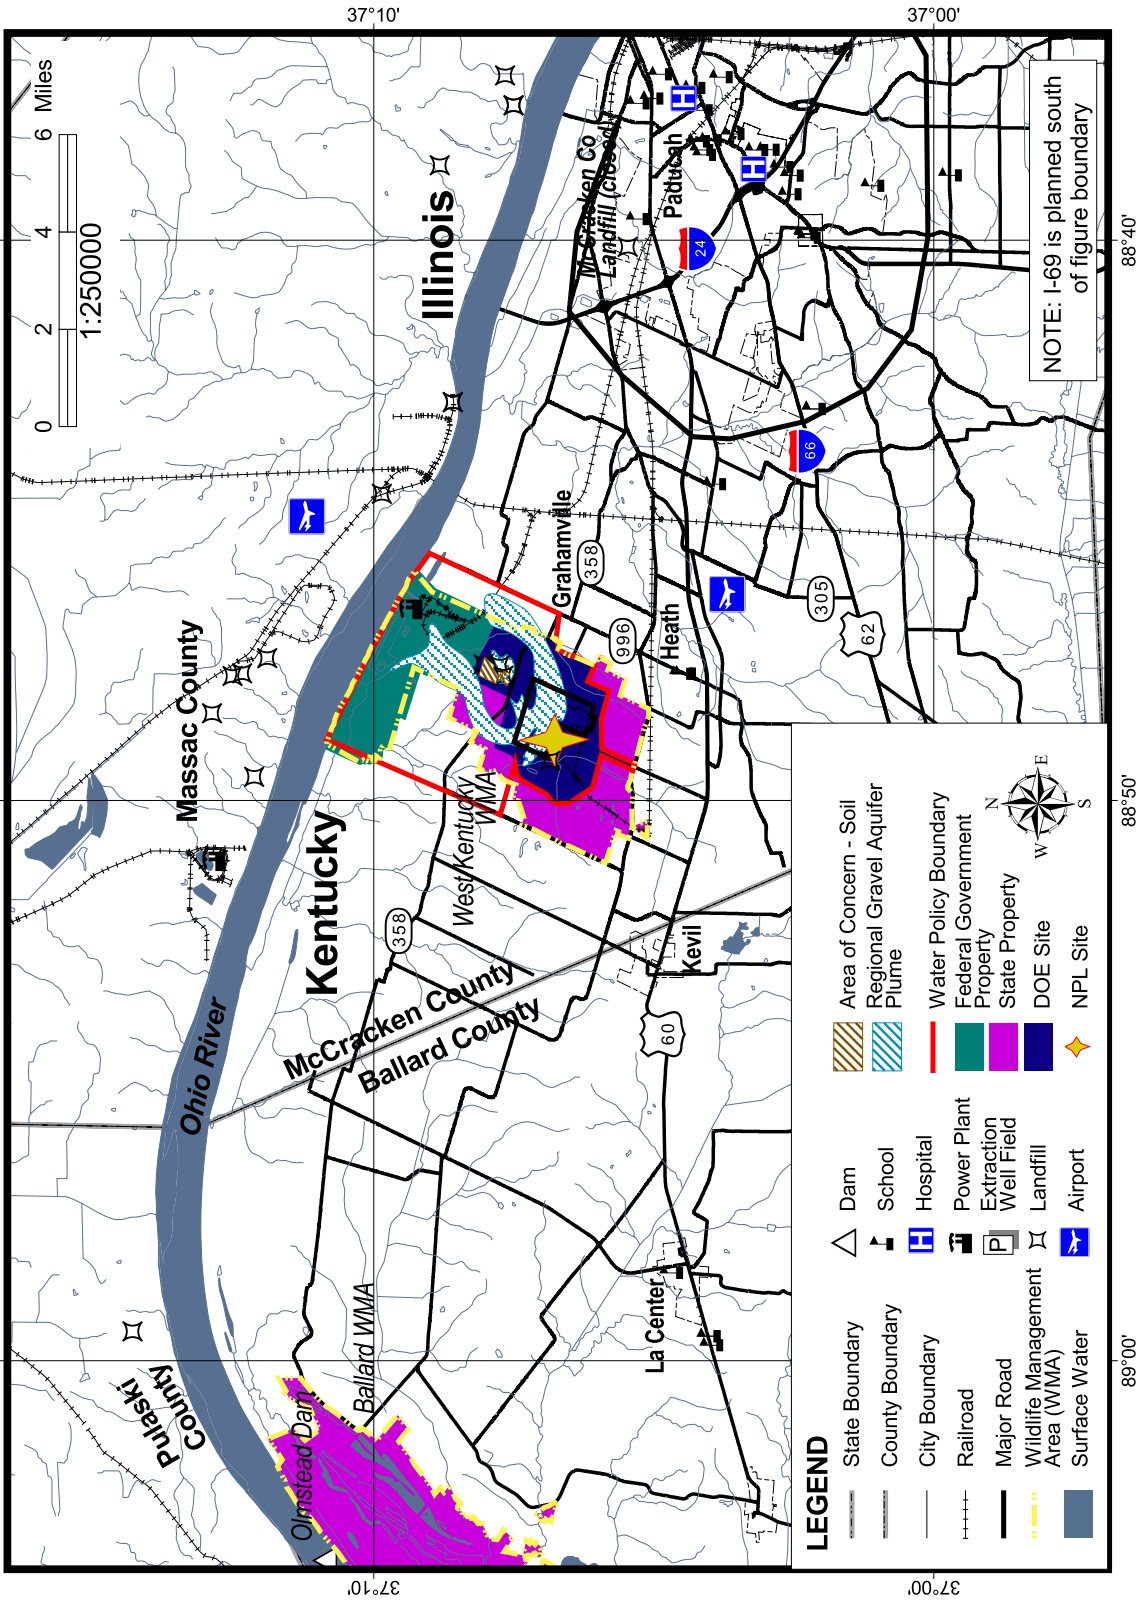 37°10'
37°00'
0 2 4 6 Miles
1:250000
Illinois
Massac County
Pulaski
County
Ohio River
Kentucky
McCracken County
Ballard County
McCracken Co
Landfill (closed)
Paducah
H
H
24
66
Grahamville
358
996
Heath
305
62
West Kentucky
WMA
358
Kevil
60
La Center
Ballard WMA
Olmstead Dam
NOTE: I-69 is planned south
of figure boundary
88°40'
88°50'
89°00'
37°10'
37°00'
LEGEND
State Boundary
County Boundary
City Boundary
Railroad
Major Road
Wildlife Management
Area (WMA)
Surface Water
Dam
School
H Hospital
Power Plant
P Extraction
Well Field
Landfill
Airport
Area of Concern - Soil
Regional Gravel Aquifer
Plume
Water Policy Boundary
Federal Government
Property
State Property
DOE Site
NPL Site
N
E
S
W